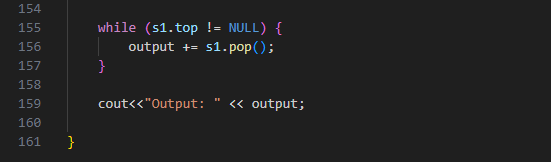 154
155 while (s1.top != NULL) {
156 output += s1.pop();
157 }
158
159 cout<<"Output: " << output;
160
161 }